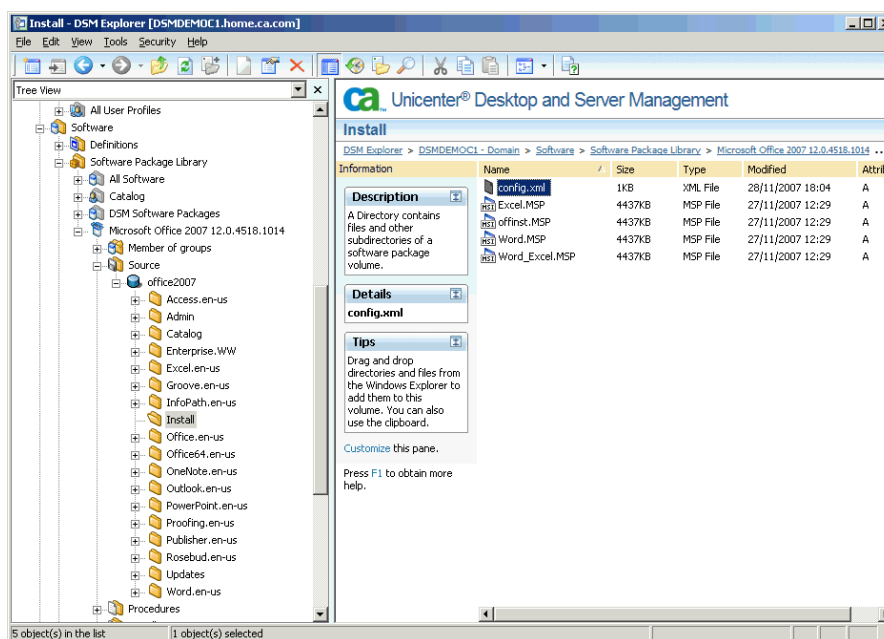 Install - DSM Explorer [DSMDEMOC1.home.ca.com]
File Edit View Tools Security Help
Tree View
All User Profiles
Software
Definitions
Software Package Library
All Software
Catalog
DSM Software Packages
Microsoft Office 2007 12.0.4518.1014
Member of groups
Source
office2007
Access.en-us
Admin
Catalog
Enterprise.WW
Excel.en-us
Groove.en-us
InfoPath.en-us
Install
Office.en-us
Office64.en-us
OneNote.en-us
Outlook.en-us
PowerPoint.en-us
Proofing.en-us
Publisher.en-us
Rosebud.en-us
Updates
Word.en-us
Procedures
ca Unicenter® Desktop and Server Management
Install
DSM Explorer > DSMDEMOC1 - Domain > Software > Software Package Library > Microsoft Office 2007 12.0.4518.1014 ...
Information
Description
A Directory contains
files and other
subdirectories of a
software package
volume.
Details
config.xml
Tips
Drag and drop
directories and files from
the Windows Explorer to
add them to this
volume. You can also
use the clipboard.
Customize this pane.
Press F1 to obtain more
help.
Name Size Type Modified Attri
config.xml 1KB XML File 28/11/2007 18:04 A
Excel.MSP 4437KB MSP File 27/11/2007 12:29 A
offinst.MSP 4437KB MSP File 27/11/2007 12:29 A
Word.MSP 4437KB MSP File 27/11/2007 12:29 A
Word_Excel.MSP 4437KB MSP File 27/11/2007 12:29 A
5 object(s) in the list 1 object(s) selected